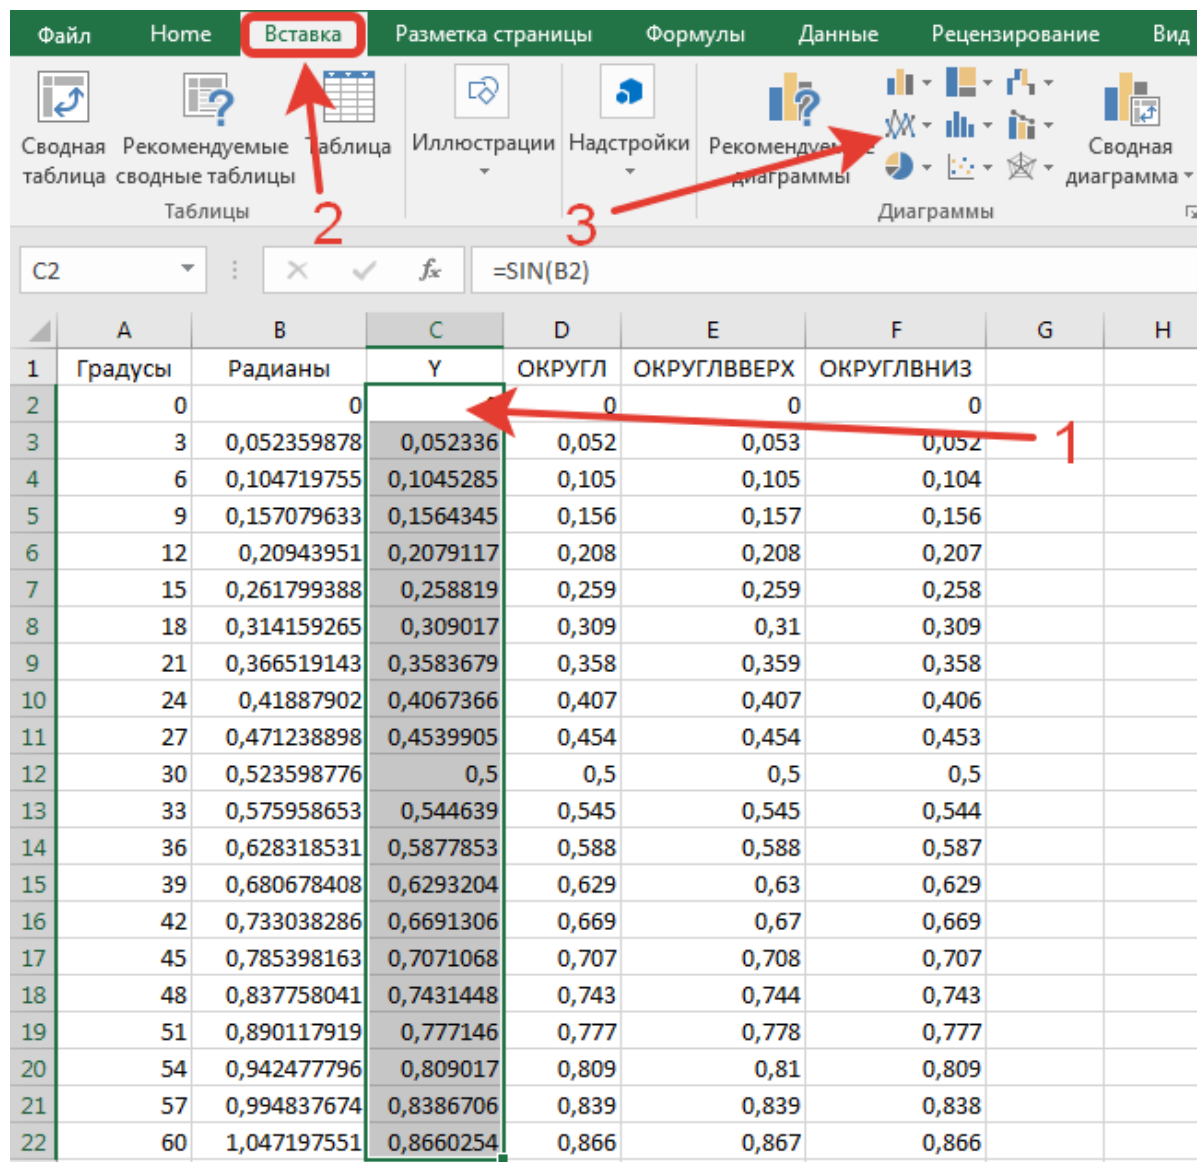 Файл Home Вставка Разметка страницы Формулы Данные Рецензирование Вид
Сводная таблица
Рекомендуемые сводные таблицы
Таблица
Иллюстрации
Надстройки
Рекомендуемые диаграммы
Сводная диаграмма
Таблицы Диаграммы
2 3
C2 fx =SIN(B2)
A B C D E F G H
1 Градусы Радианы Y ОКРУГЛ ОКРУГЛВВЕРХ ОКРУГЛВНИЗ
2 0 0 0 0 0
1
3 3 0,052359878 0,052336 0,052 0,053 0,052
4 6 0,104719755 0,1045285 0,105 0,105 0,104
5 9 0,157079633 0,1564345 0,156 0,157 0,156
6 12 0,20943951 0,2079117 0,208 0,208 0,207
7 15 0,261799388 0,258819 0,259 0,259 0,258
8 18 0,314159265 0,309017 0,309 0,31 0,309
9 21 0,366519143 0,3583679 0,358 0,359 0,358
10 24 0,41887902 0,4067366 0,407 0,407 0,406
11 27 0,471238898 0,4539905 0,454 0,454 0,453
12 30 0,523598776 0,5 0,5 0,5 0,5
13 33 0,575958653 0,544639 0,545 0,545 0,544
14 36 0,628318531 0,5877853 0,588 0,588 0,587
15 39 0,680678408 0,6293204 0,629 0,63 0,629
16 42 0,733038286 0,6691306 0,669 0,67 0,669
17 45 0,785398163 0,7071068 0,707 0,708 0,707
18 48 0,837758041 0,7431448 0,743 0,744 0,743
19 51 0,890117919 0,777146 0,777 0,778 0,777
20 54 0,942477796 0,809017 0,809 0,81 0,809
21 57 0,994837674 0,8386706 0,839 0,839 0,838
22 60 1,047197551 0,8660254 0,866 0,867 0,866